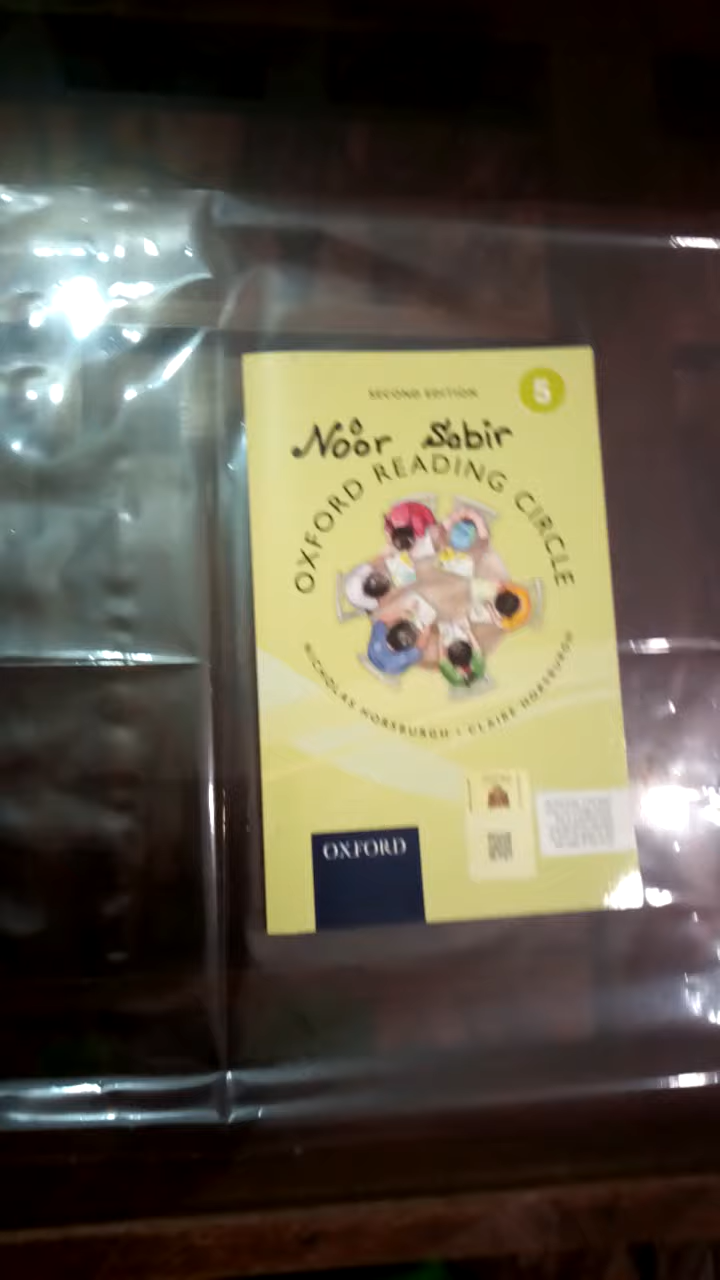 SECOND EDITION
5
Noor Sabir
OXFORD READING CIRCLE
NICHOLAS HORSBURGH • CLAIRE HORSBURGH
OXFORD